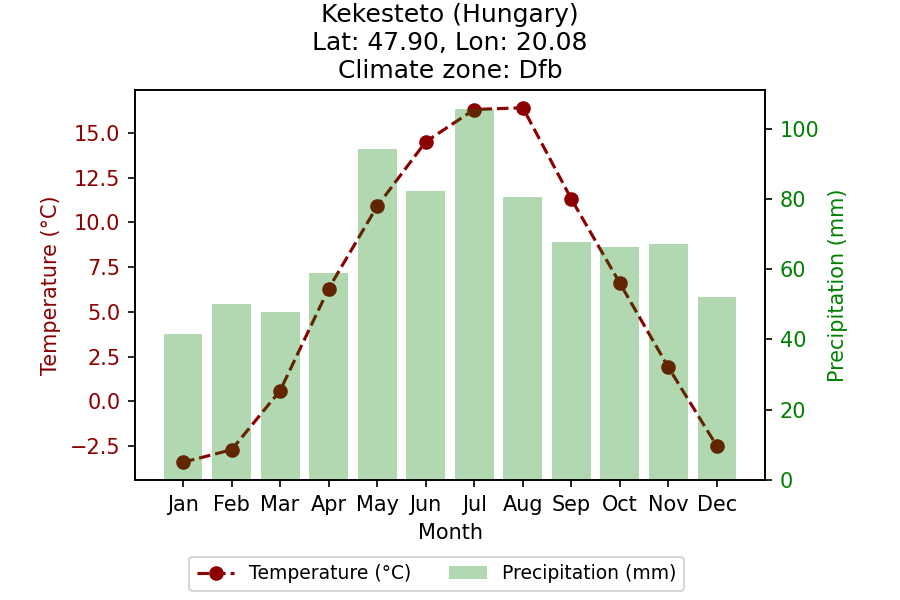 Kekesteto (Hungary)
Lat: 47.90, Lon: 20.08
Climate zone: Dfb
Temperature (°C)
15.0
12.5
10.0
7.5
5.0
2.5
0.0
−2.5
100
80
60
40
20
0
Precipitation (mm)
Jan Feb Mar Apr May Jun Jul Aug Sep Oct Nov Dec
Month
Temperature (°C) Precipitation (mm)